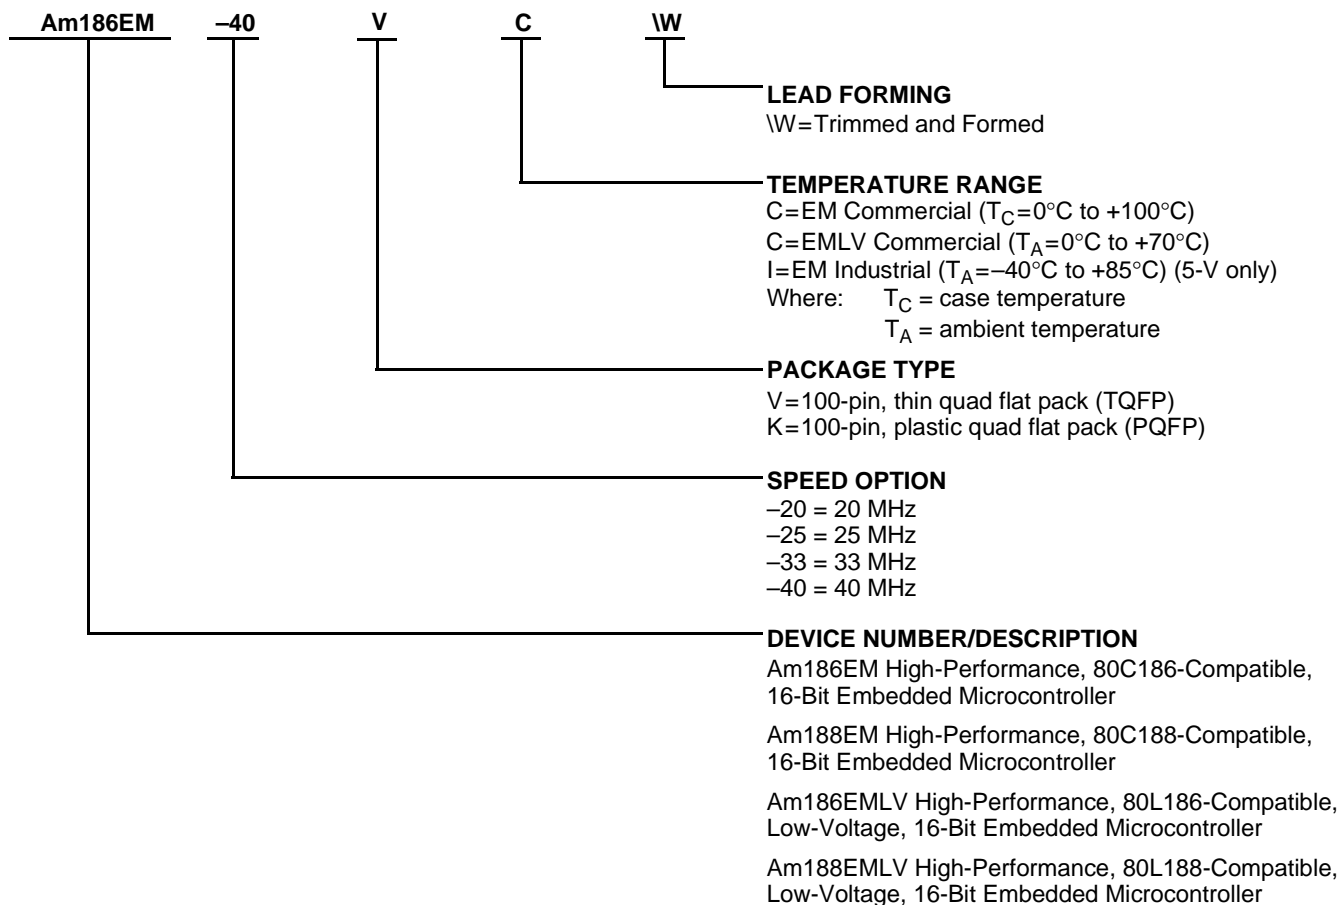 Am186EM –40 V C \W
LEAD FORMING
\W=Trimmed and Formed
TEMPERATURE RANGE
C=EM Commercial (TC=0°C to +100°C)
C=EMLV Commercial (TA=0°C to +70°C)
I=EM Industrial (TA=–40°C to +85°C) (5-V only)
Where: TC = case temperature
TA = ambient temperature
PACKAGE TYPE
V=100-pin, thin quad flat pack (TQFP)
K=100-pin, plastic quad flat pack (PQFP)
SPEED OPTION
–20 = 20 MHz
–25 = 25 MHz
–33 = 33 MHz
–40 = 40 MHz
DEVICE NUMBER/DESCRIPTION
Am186EM High-Performance, 80C186-Compatible,
16-Bit Embedded Microcontroller
Am188EM High-Performance, 80C188-Compatible,
16-Bit Embedded Microcontroller
Am186EMLV High-Performance, 80L186-Compatible,
Low-Voltage, 16-Bit Embedded Microcontroller
Am188EMLV High-Performance, 80L188-Compatible,
Low-Voltage, 16-Bit Embedded Microcontroller